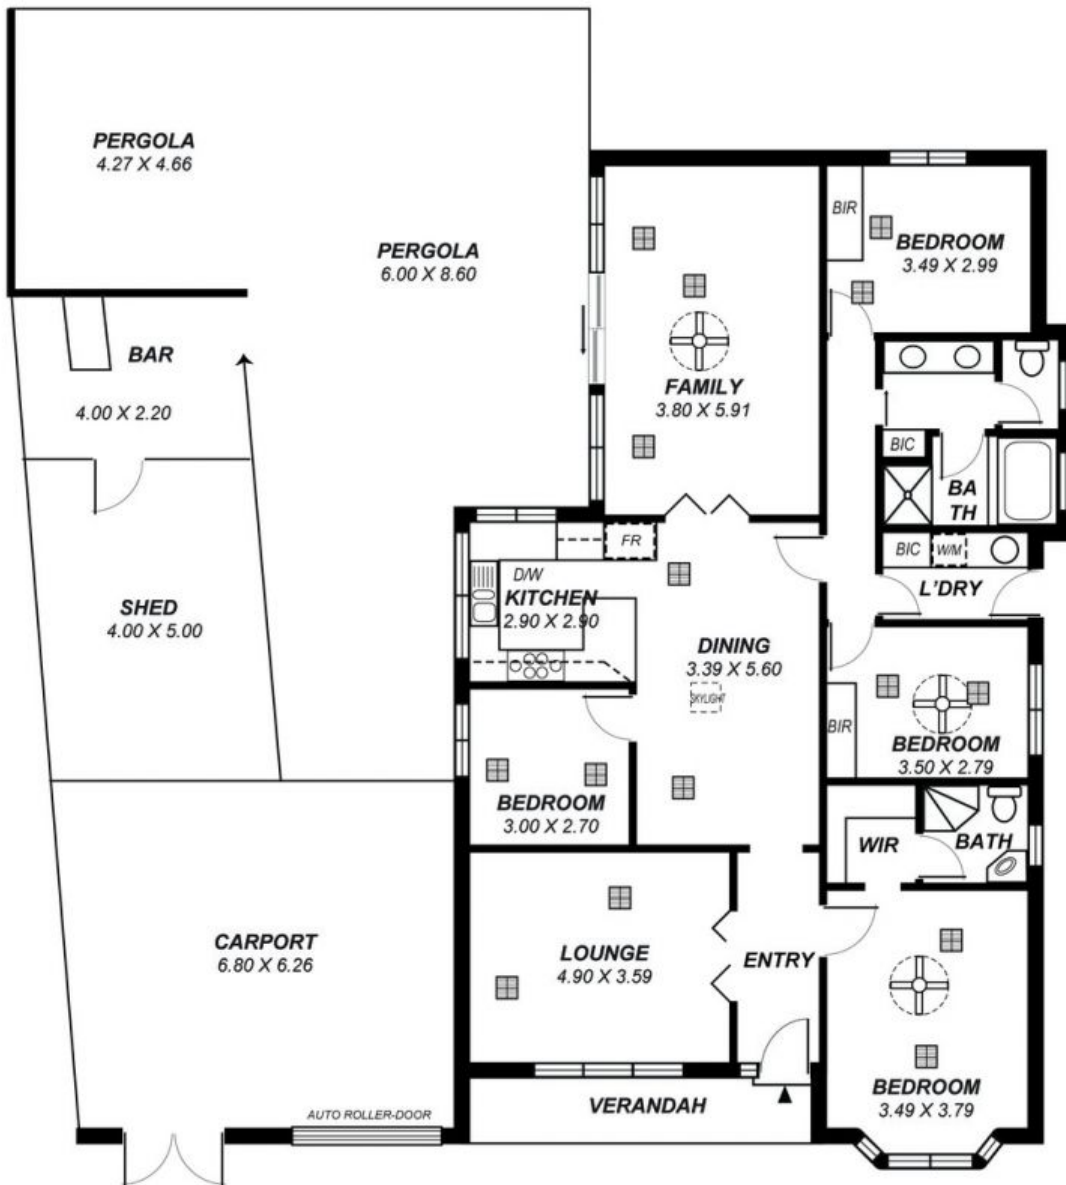 PERGOLA
4.27 X 4.66
PERGOLA
6.00 X 8.60
BIR
BEDROOM
3.49 X 2.99
BAR
4.00 X 2.20
FAMILY
3.80 X 5.91
BIC
BA
TH
FR
D/W
KITCHEN
2.90 X 2.90
BIC
W/M
L'DRY
SHED
4.00 X 5.00
DINING
3.39 X 5.60
SKYLIGHT
BIR
BEDROOM
3.50 X 2.79
BEDROOM
3.00 X 2.70
WIR
BATH
CARPORT
6.80 X 6.26
LOUNGE
4.90 X 3.59
ENTRY
BEDROOM
3.49 X 3.79
VERANDAH
AUTO ROLLER-DOOR